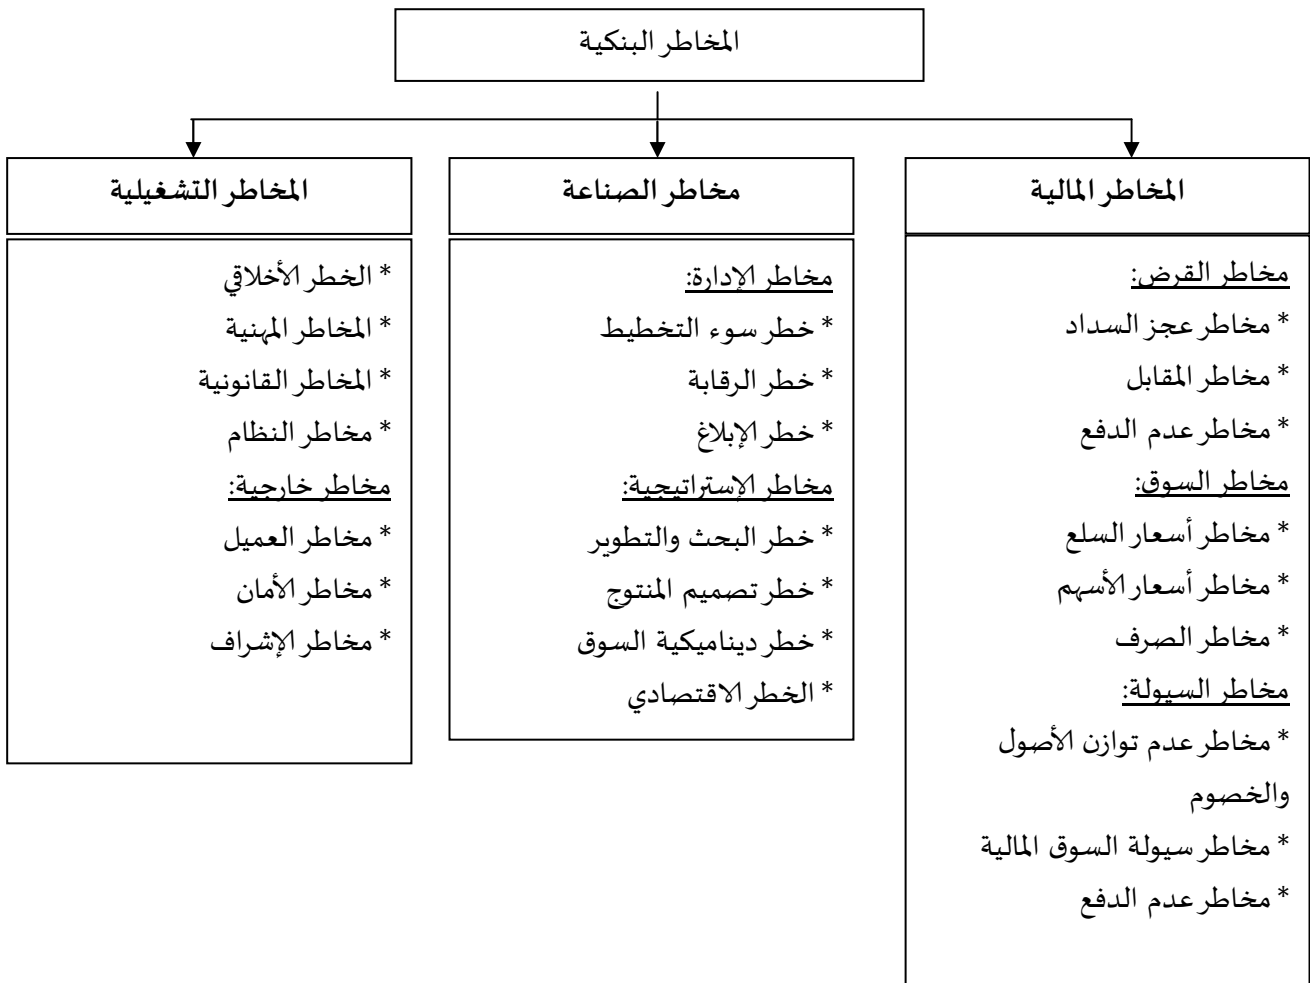 المخاطر البنكية
المخاطر المالية
مخاطر القرض:
* مخاطر عجز السداد
* مخاطر المقابل
* مخاطر عدم الدفع
مخاطر السوق:
* مخاطر أسعار السلع
* مخاطر أسعار الأسهم
* مخاطر الصرف
مخاطر السيولة:
* مخاطر عدم توازن الأصول
والخصوم
* مخاطر سيولة السوق المالية
* مخاطر عدم الدفع
مخاطر الصناعة
مخاطر الإدارة:
* خطر سوء التخطيط
* خطر الرقابة
* خطر الإبلاغ
مخاطر الإستراتيجية:
* خطر البحث والتطوير
* خطر تصميم المنتوج
* خطر ديناميكية السوق
* الخطر الاقتصادي
المخاطر التشغيلية
* الخطر الأخلاقي
* المخاطر المهنية
* المخاطر القانونية
* مخاطر النظام
مخاطر خارجية:
* مخاطر العميل
* مخاطر الأمان
* مخاطر الإشراف